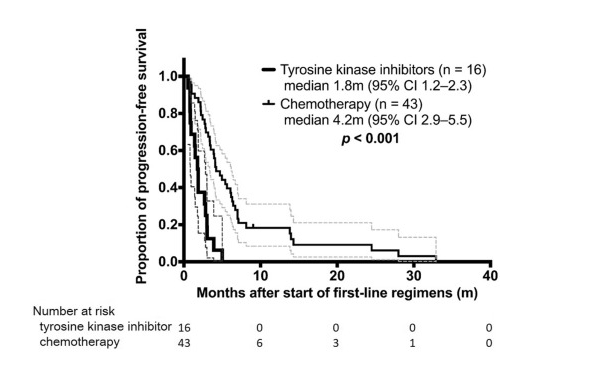 Proportion of progression-free survival
1.0
0.8
0.6
0.4
0.2
0.0
Tyrosine kinase inhibitors (n = 16)
median 1.8m (95% CI 1.2–2.3)
Chemotherapy (n = 43)
median 4.2m (95% CI 2.9–5.5)
p < 0.001
0 10 20 30 40
Months after start of first-line regimens (m)
Number at risk
tyrosine kinase inhibitor 16 0 0 0 0
chemotherapy 43 6 3 1 0